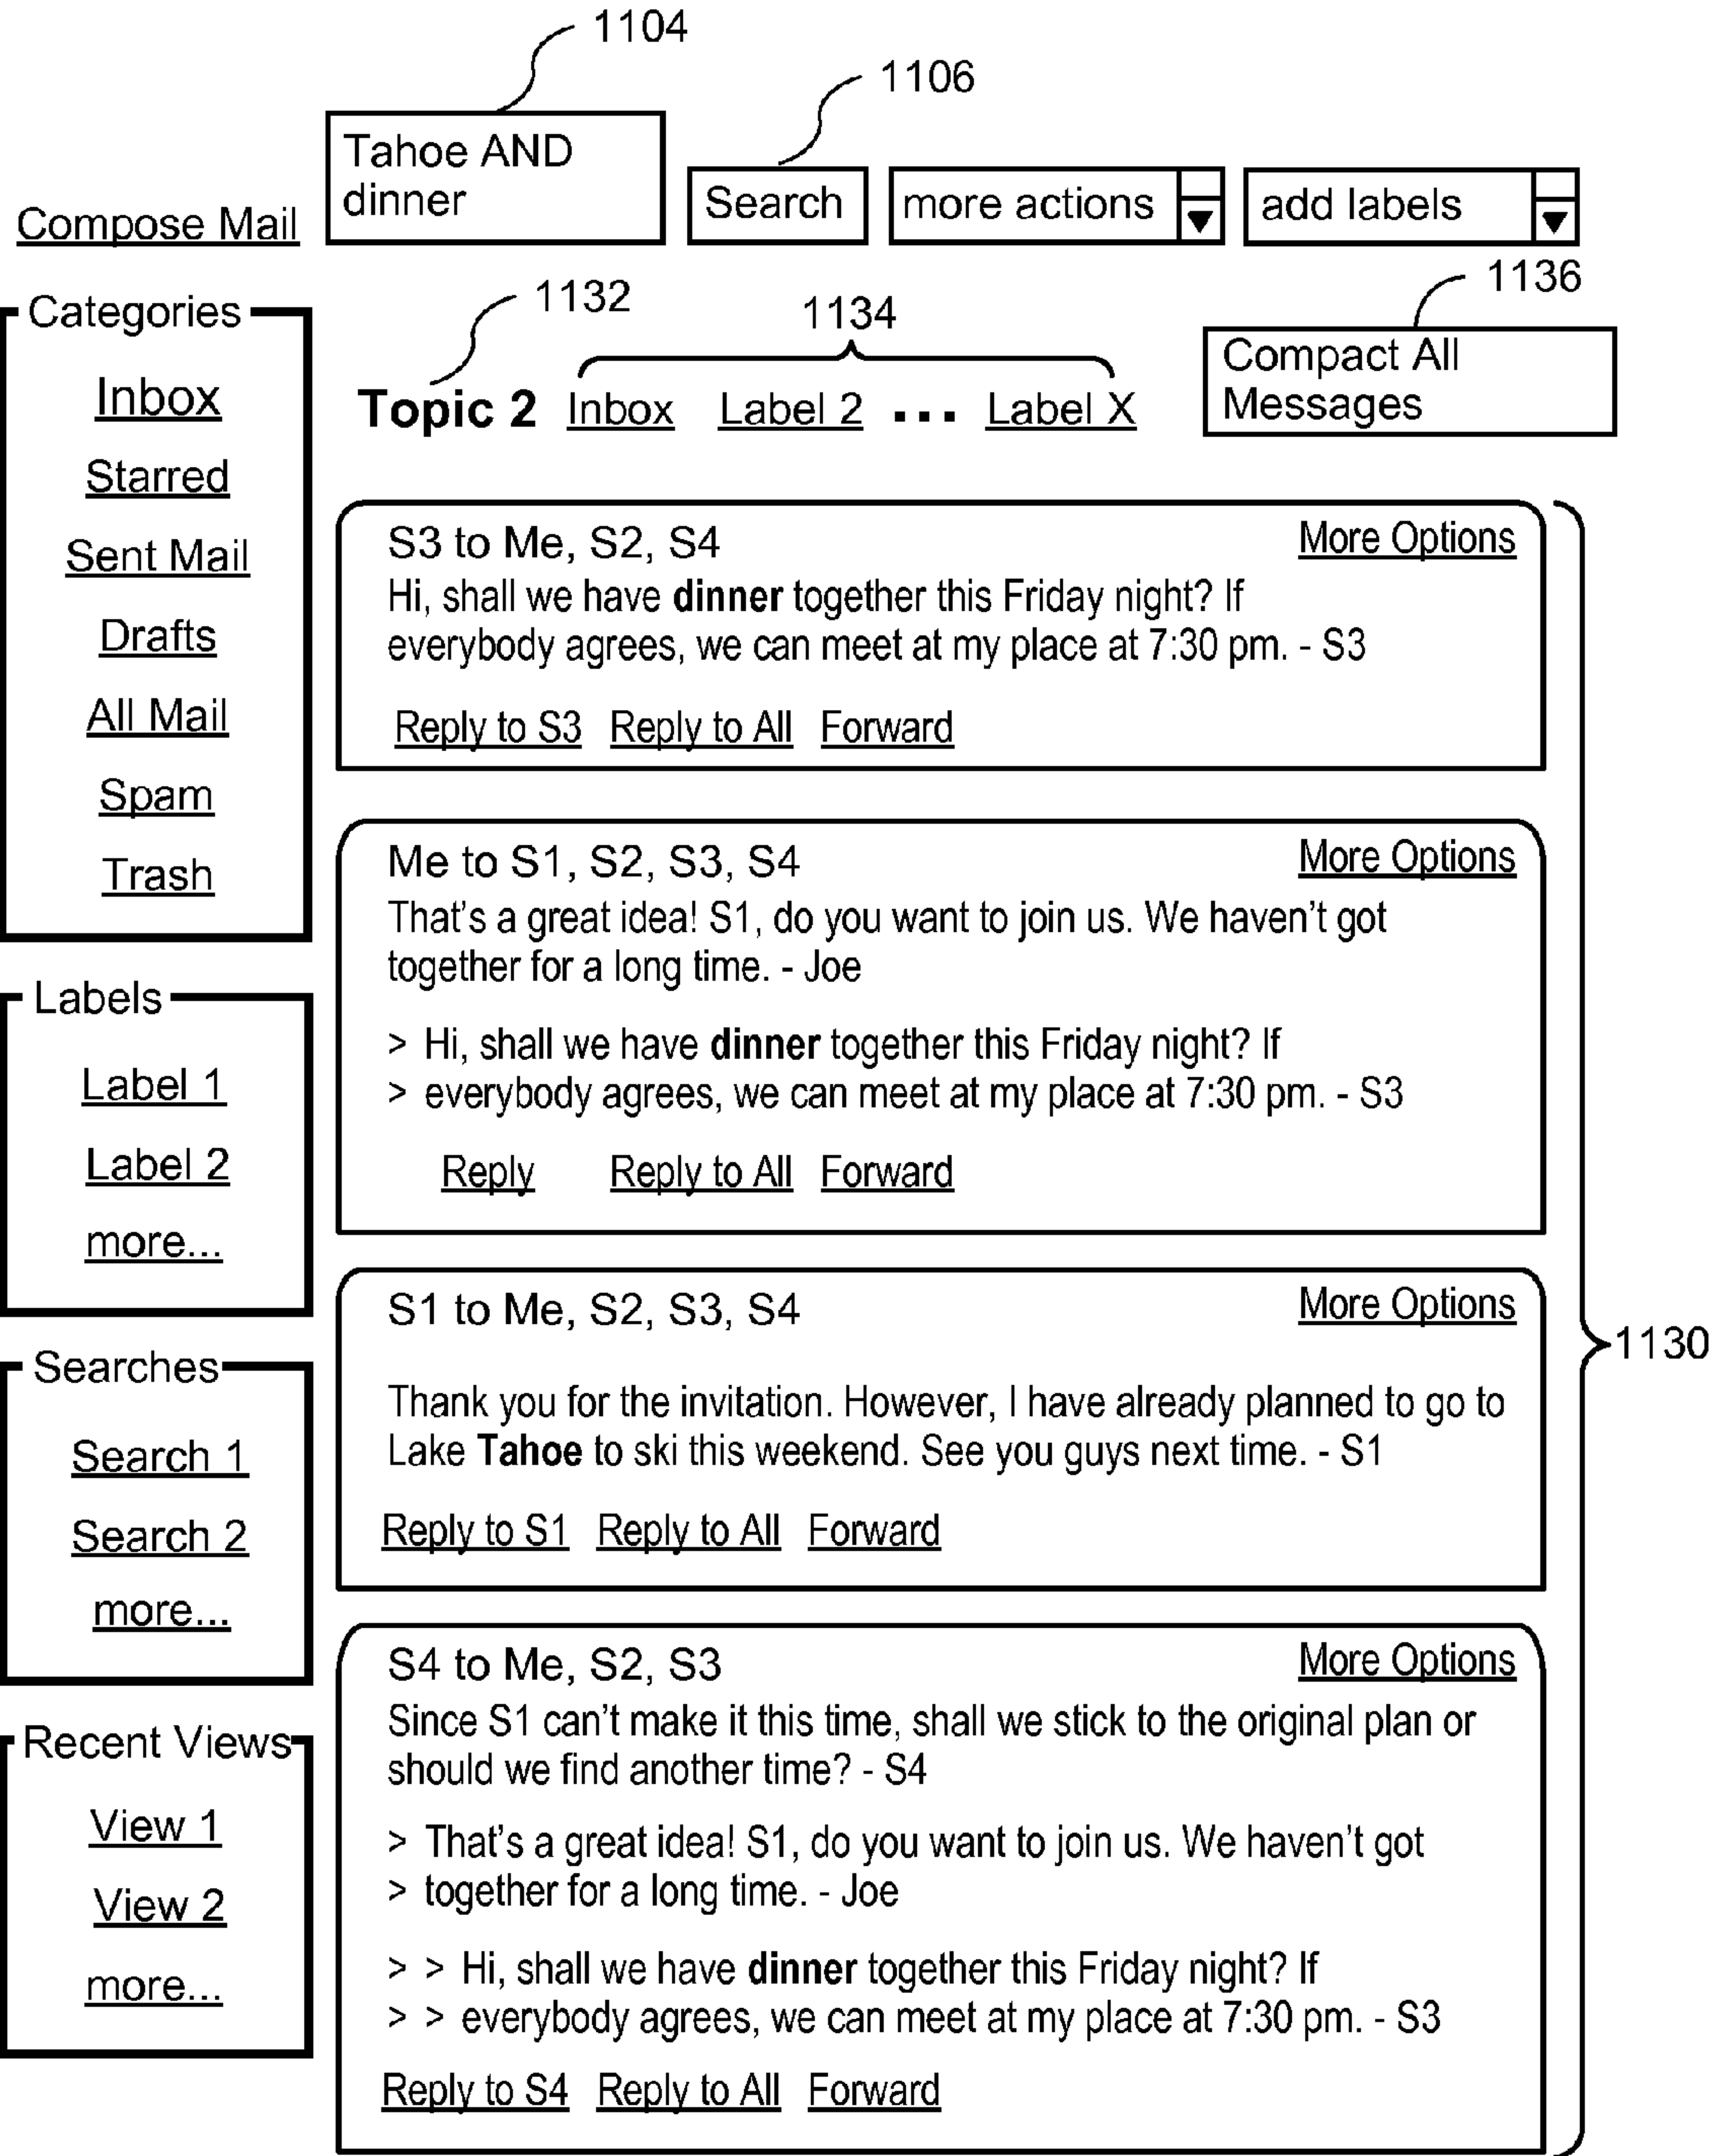 1104
1106
Tahoe AND
dinner
Compose Mail
Search
more actions
add labels
1136
Categories
Inbox
Starred
Sent Mail
Drafts
All Mail
Spam
Trash
Labels
Label 1
Label 2
more...
Searches
Search 1
Search 2
more...
Recent Views
View 1
View 2
more...
1132
1134
Topic 2 Inbox Label 2 ... Label X
Compact All
Messages
S3 to Me, S2, S4 More Options
Hi, shall we have dinner together this Friday night? If
everybody agrees, we can meet at my place at 7:30 pm. - S3
Reply to S3 Reply to All Forward
Me to S1, S2, S3, S4 More Options
That's a great idea! S1, do you want to join us. We haven't got
together for a long time. - Joe
> Hi, shall we have dinner together this Friday night? If
> everybody agrees, we can meet at my place at 7:30 pm. - S3
Reply Reply to All Forward
S1 to Me, S2, S3, S4 More Options
Thank you for the invitation. However, I have already planned to go to
Lake Tahoe to ski this weekend. See you guys next time. - S1
Reply to S1 Reply to All Forward
1130
S4 to Me, S2, S3 More Options
Since S1 can't make it this time, shall we stick to the original plan or
should we find another time? - S4
> That's a great idea! S1, do you want to join us. We haven't got
> together for a long time. - Joe
> > Hi, shall we have dinner together this Friday night? If
> > everybody agrees, we can meet at my place at 7:30 pm. - S3
Reply to S4 Reply to All Forward